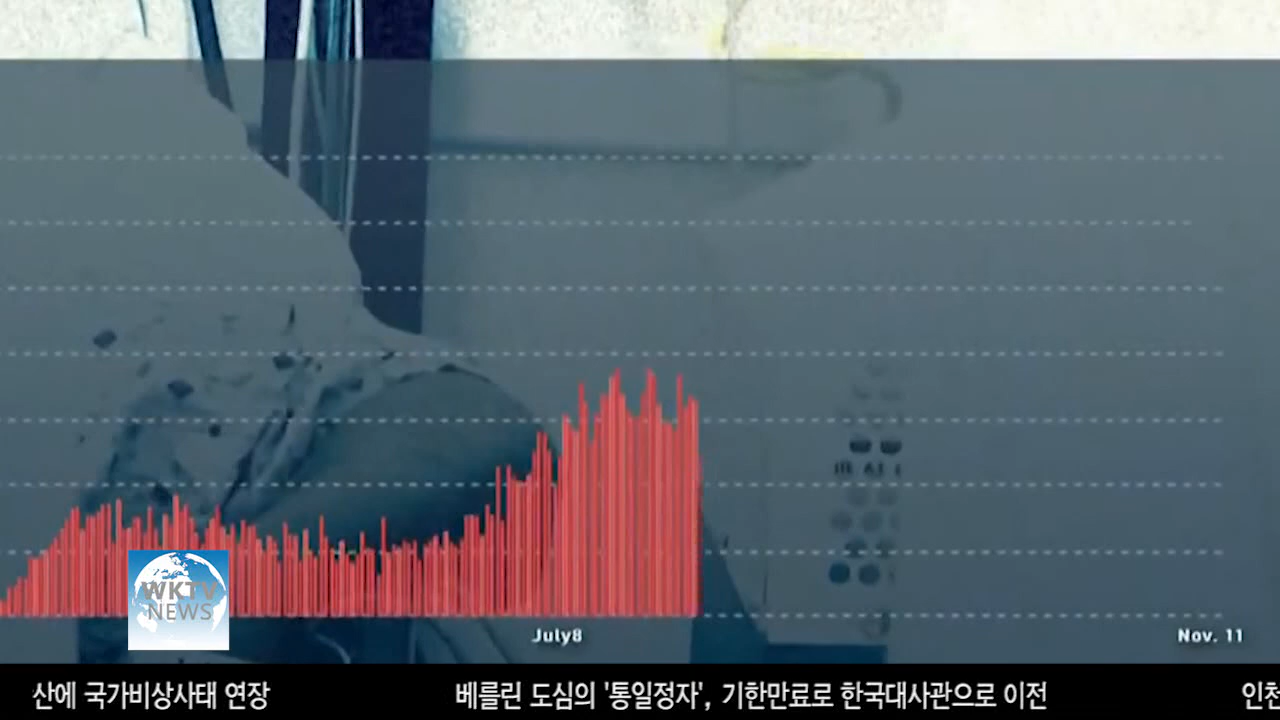 July8
Nov. 11
WKTV
NEWS
산에 국가비상사태 연장
베를린 도심의 '통일정자', 기한만료로 한국대사관으로 이전
인천